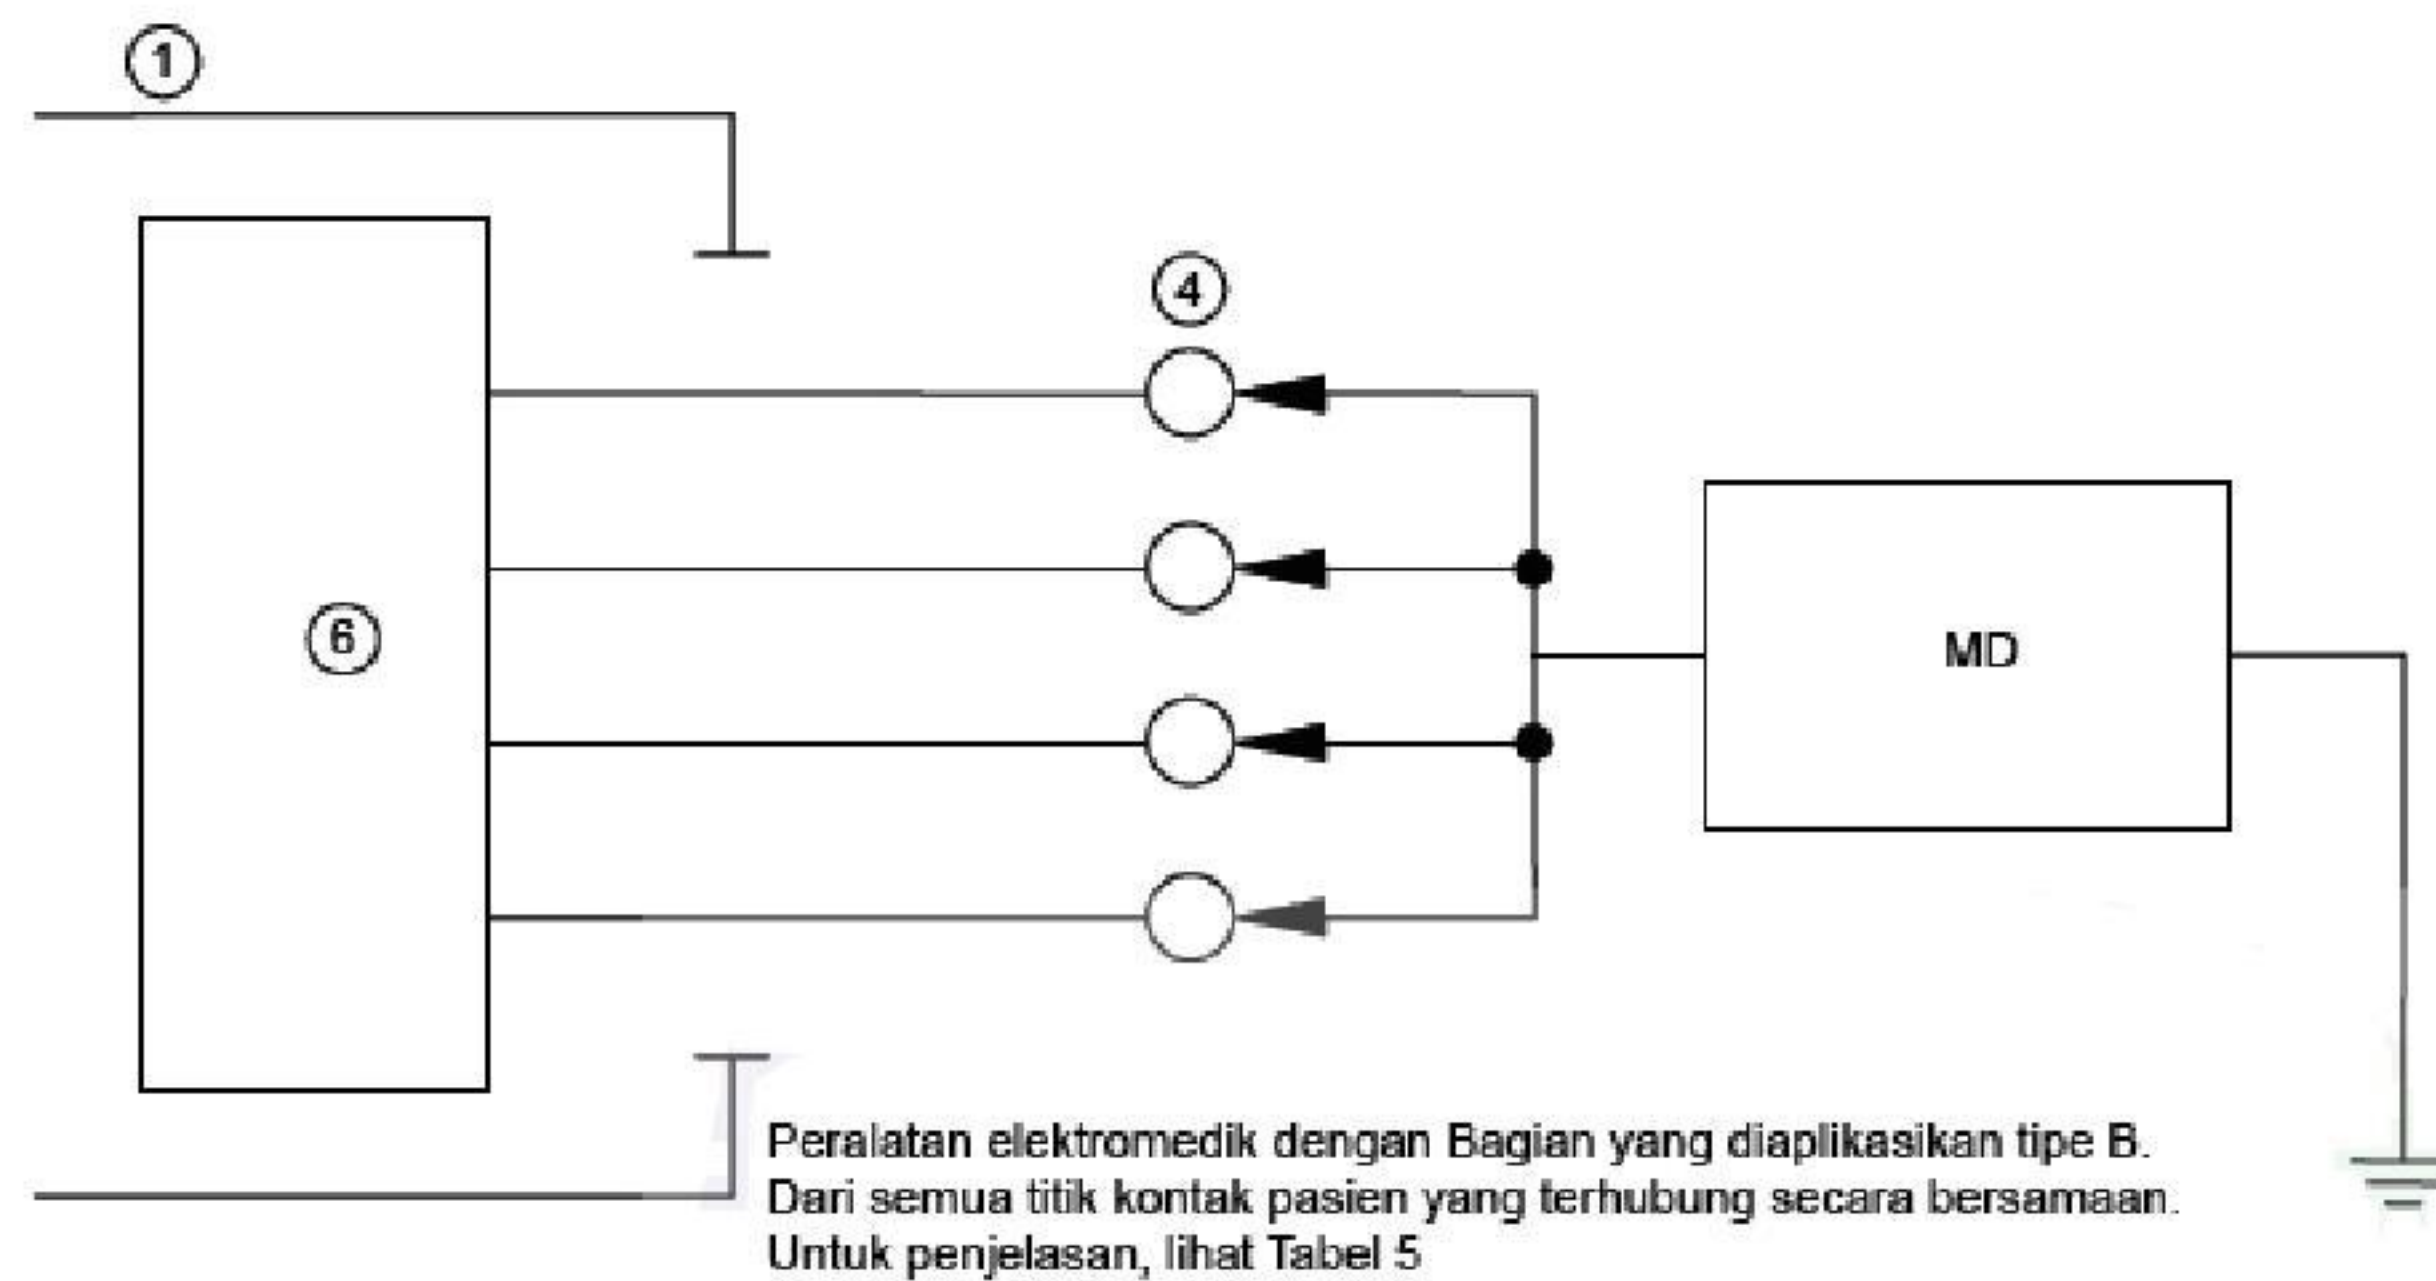 1
4
6
MD
Peralatan elektromedik dengan Bagian yang diaplikasikan tipe B.
Dari semua titik kontak pasien yang terhubung secara bersamaan.
Untuk penjelasan, lihat Tabel 5